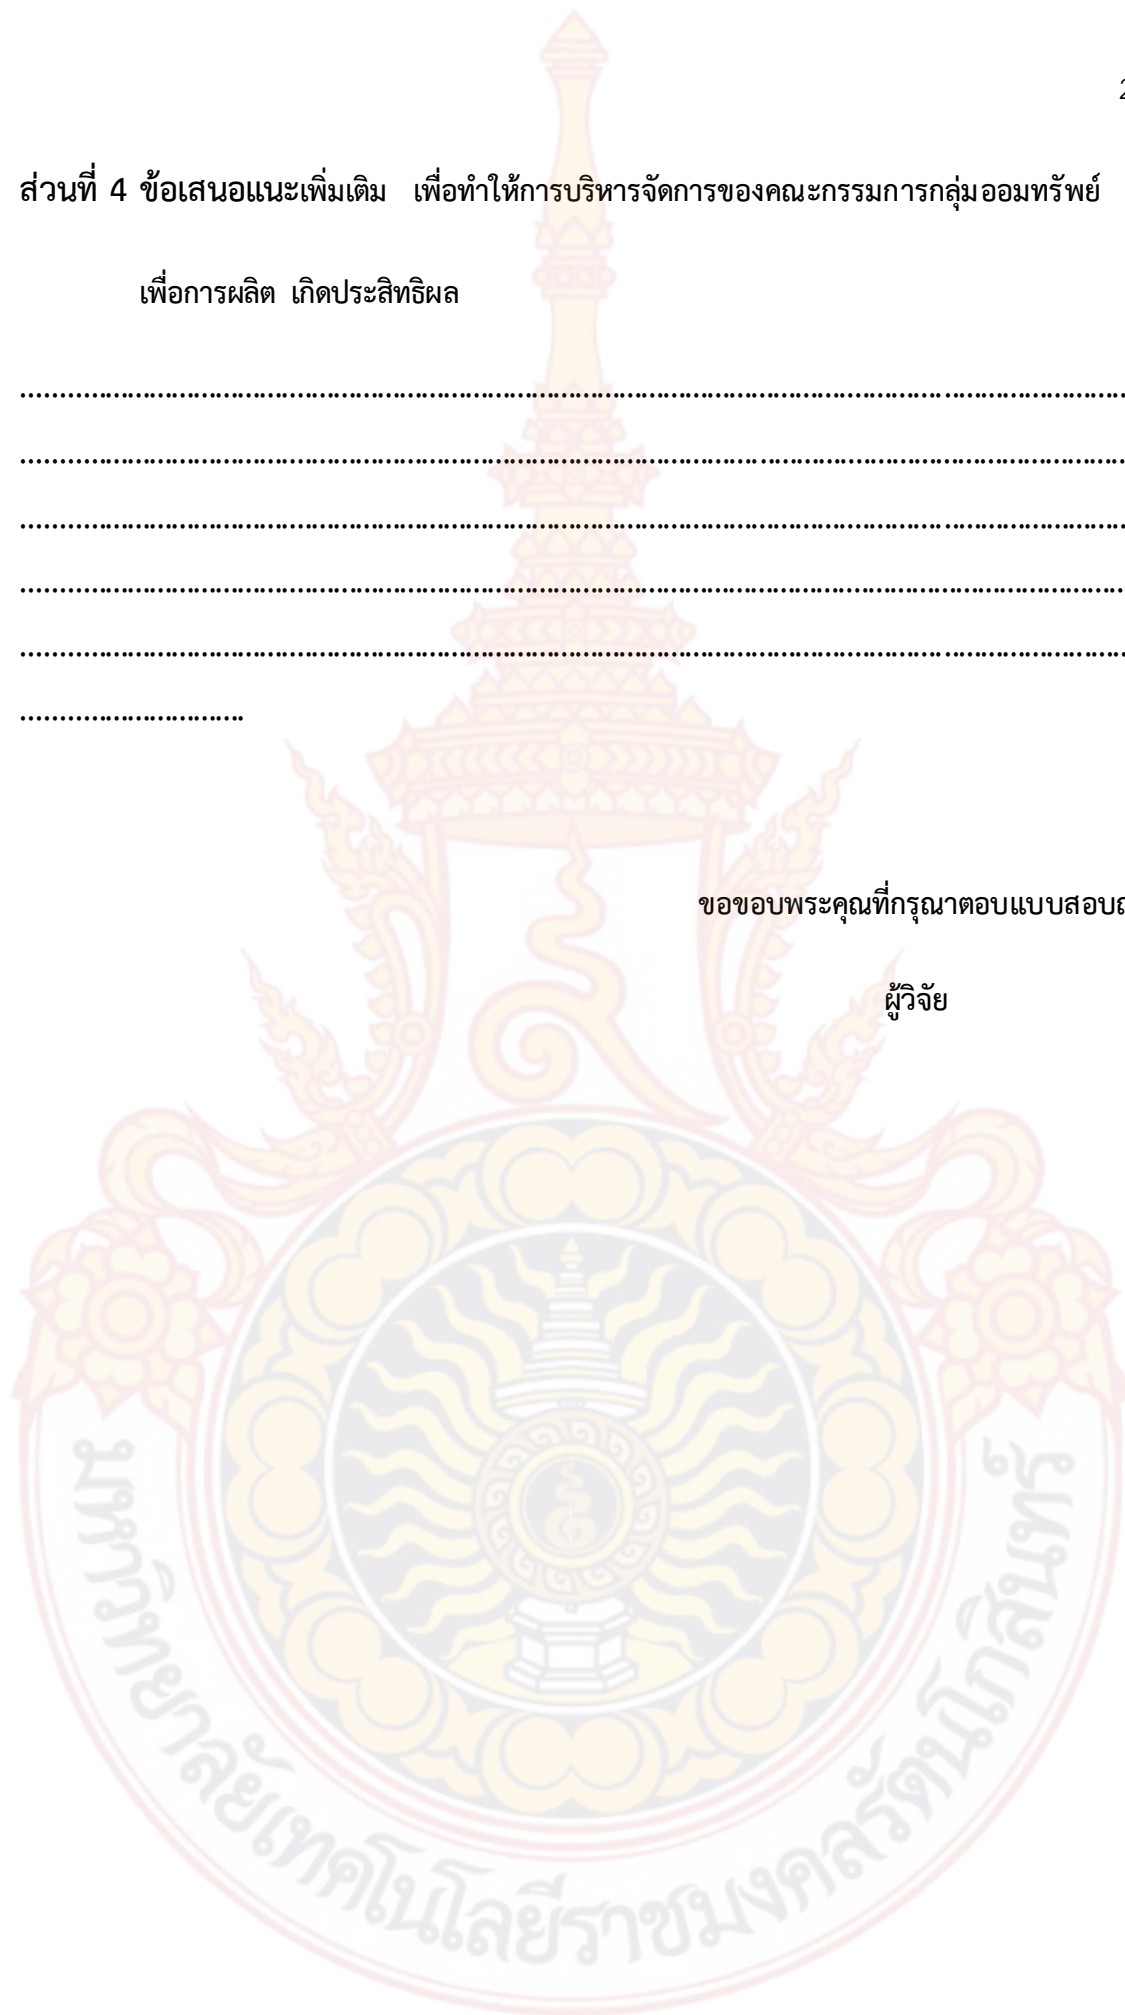 2
ส่วนที่ 4 ข้อเสนอแนะเพิ่มเติม เพื่อทำให้การบริหารจัดการของคณะกรรมการกลุ่มออมทรัพย์
เพื่อการผลิต เกิดประสิทธิผล
ขอขอบพระคุณที่กรุณาตอบแบบสอบถ
ผู้วิจัย
มหาวิทยาลัยเทคโนโลยีราชมงคลรัตนโกสินทร์